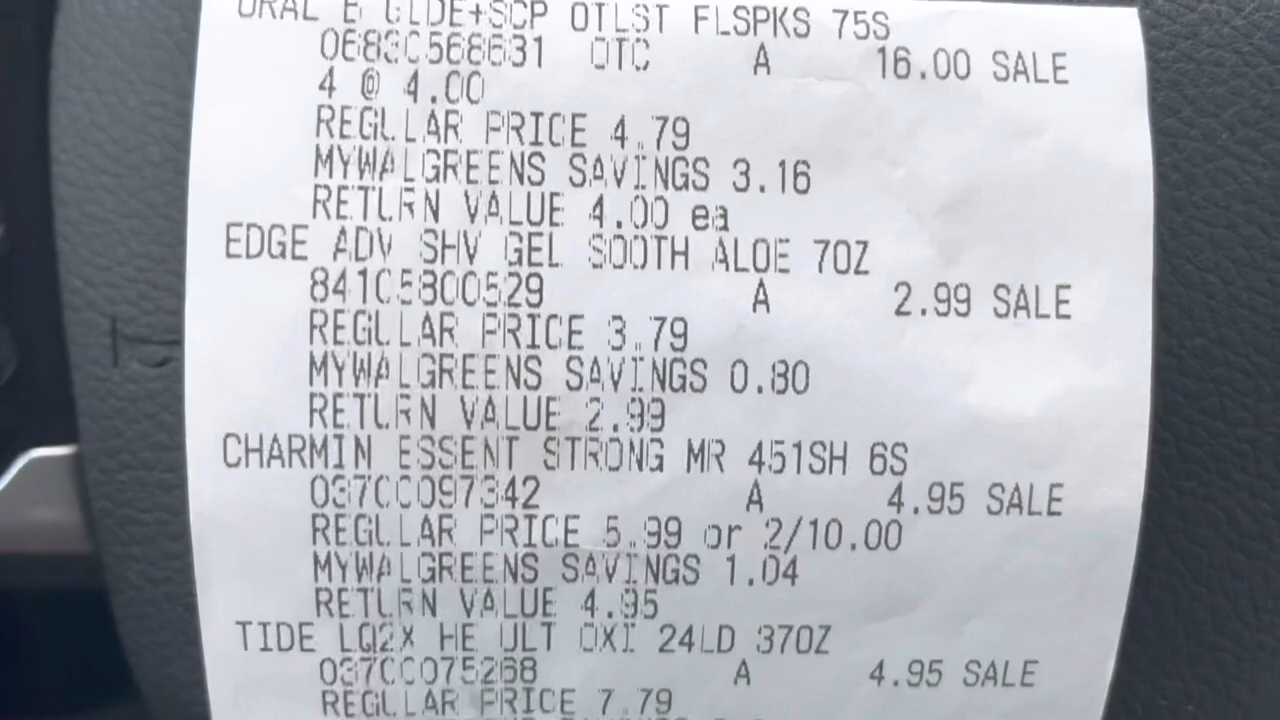 ORAL B GLDE+SCP OTLST FLSPKS 75S
06830568631 OTC A 16.00 SALE
4 @ 4.00
REGULAR PRICE 4.79
MYWALGREENS SAVINGS 3.16
RETURN VALUE 4.00 ea
EDGE ADV SHV GEL SOOTH ALOE 7OZ
84105800529 A 2.99 SALE
REGULAR PRICE 3.79
MYWALGREENS SAVINGS 0.80
RETURN VALUE 2.99
CHARMIN ESSENT STRONG MR 451SH 6S
03700097342 A 4.95 SALE
REGULAR PRICE 5.99 or 2/10.00
MYWALGREENS SAVINGS 1.04
RETURN VALUE 4.95
TIDE LQ2X HE ULT OXI 24LD 37OZ
03700075268 A 4.95 SALE
REGULAR PRICE 7.79